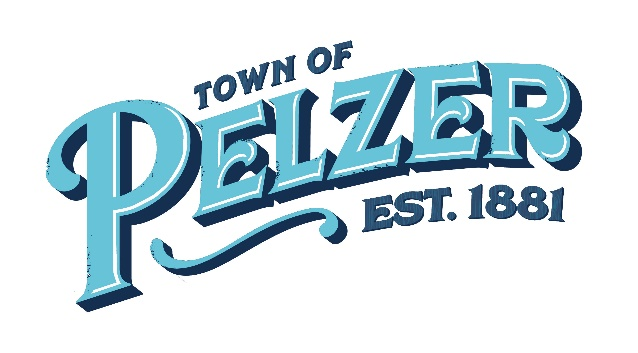 TOWN OF
PELZER
EST. 1881